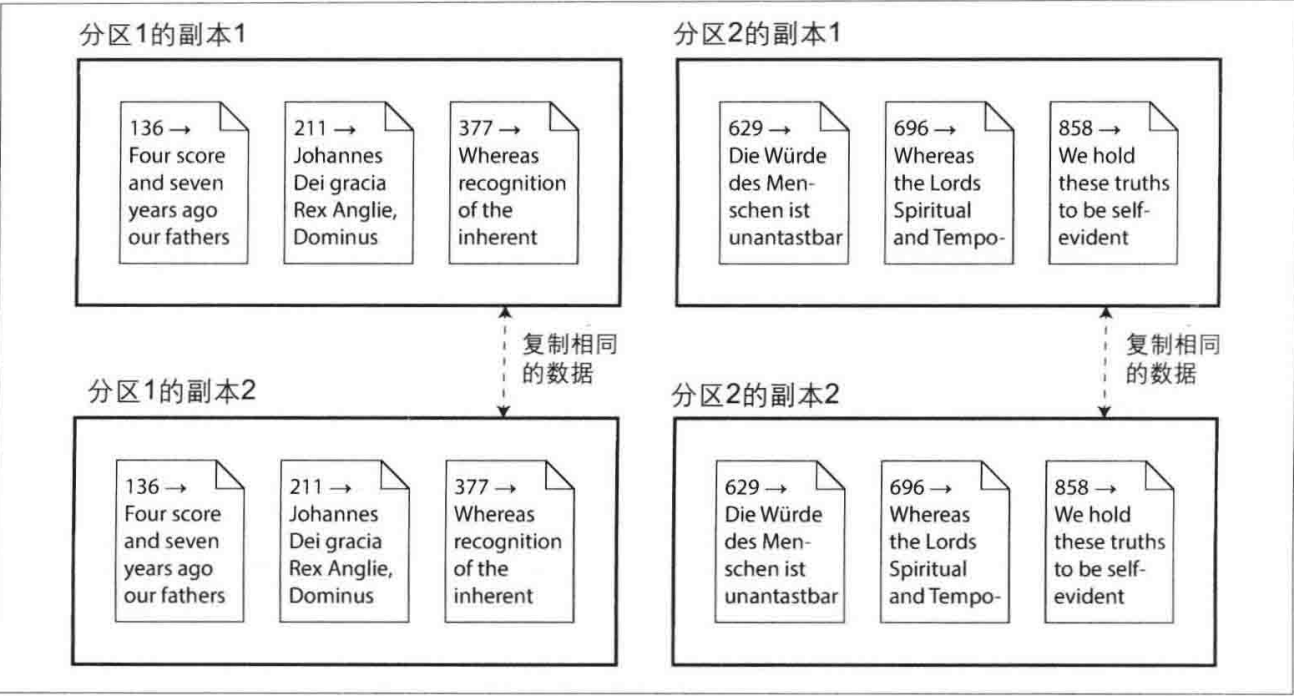 分区1的副本1
136 →
Four score
and seven
years ago
our fathers
211 →
Johannes
Dei gracia
Rex Anglie,
Dominus
377 →
Whereas
recognition
of the
inherent
分区2的副本1
629 →
Die Würde
des Men-
schen ist
unantastbar
696 →
Whereas
the Lords
Spiritual
and Tempo-
858 →
We hold
these truths
to be self-
evident
复制相同
的数据
复制相同
的数据
分区1的副本2
136 →
Four score
and seven
years ago
our fathers
211 →
Johannes
Dei gracia
Rex Anglie,
Dominus
377 →
Whereas
recognition
of the
inherent
分区2的副本2
629 →
Die Würde
des Men-
schen ist
unantastbar
696 →
Whereas
the Lords
Spiritual
and Tempo-
858 →
We hold
these truths
to be self-
evident